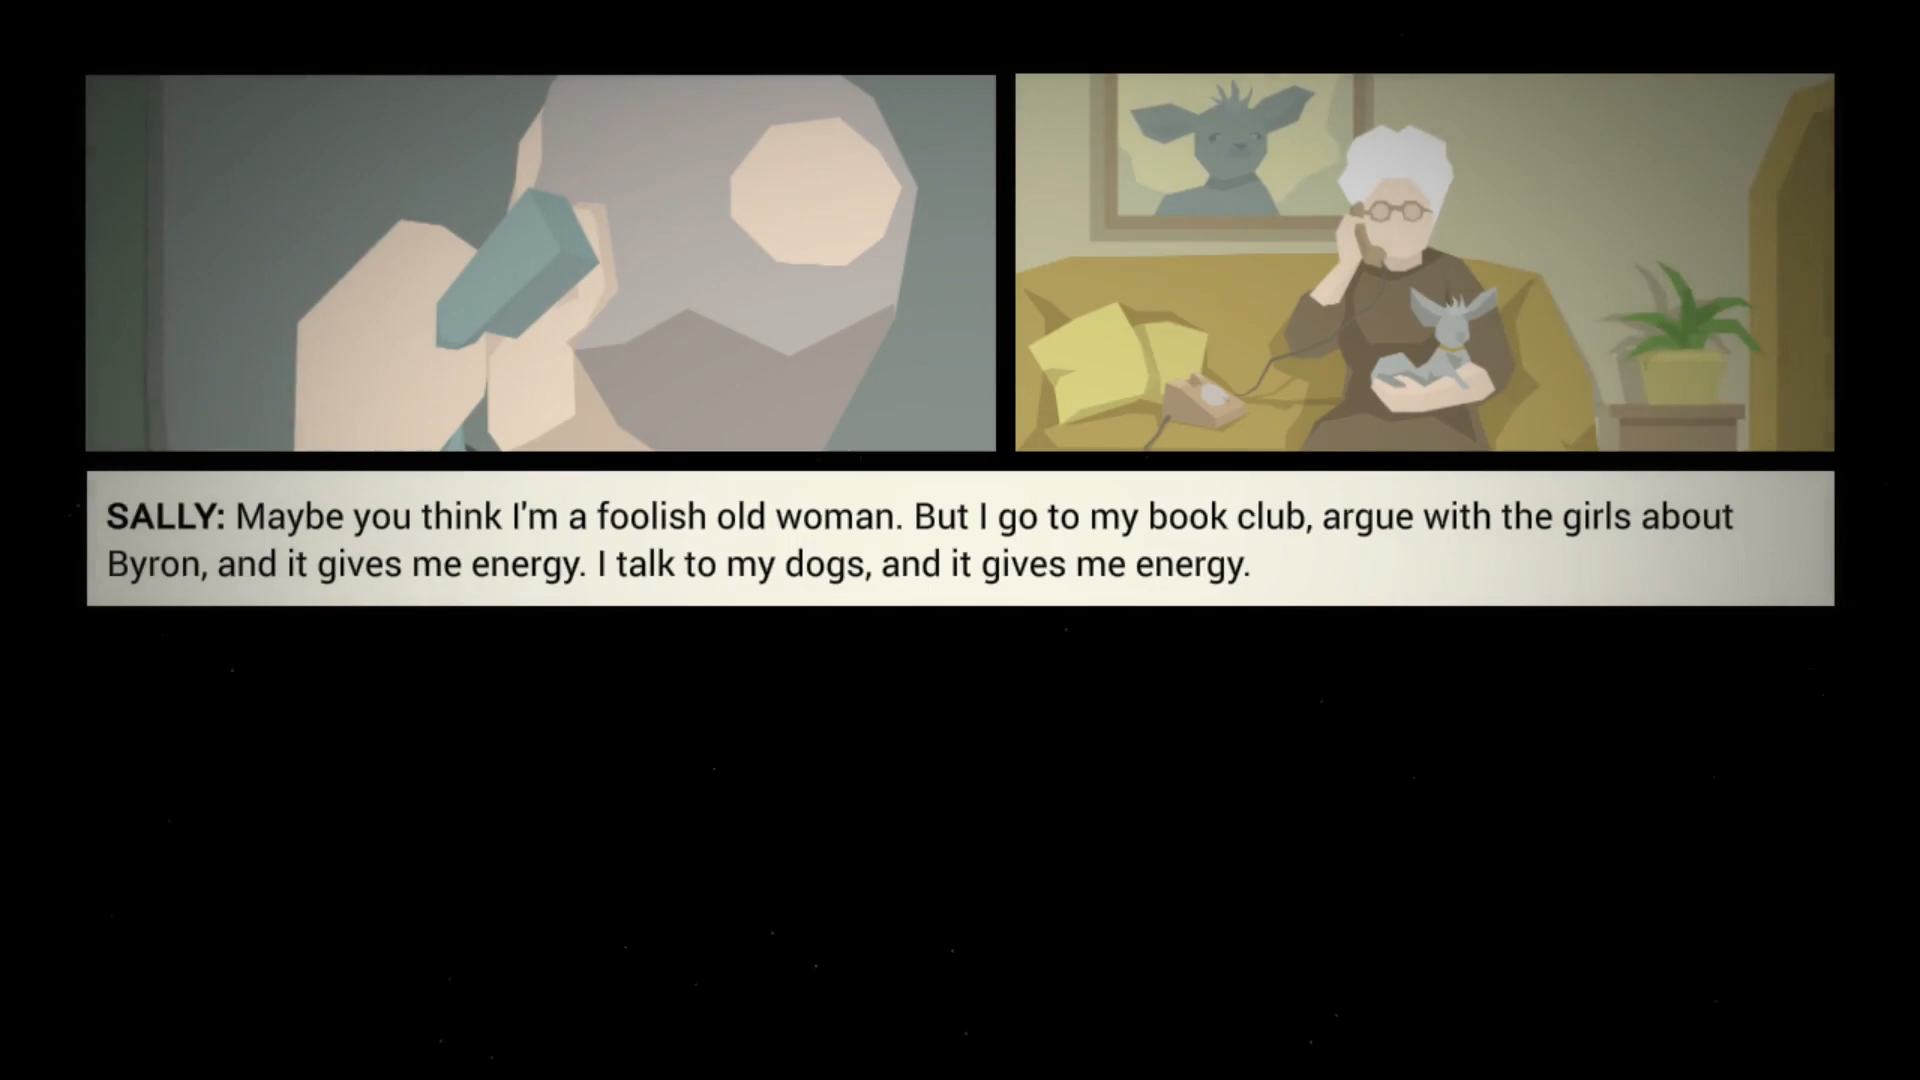 SALLY: Maybe you think I'm a foolish old woman. But I go to my book club, argue with the girls about
Byron, and it gives me energy. I talk to my dogs, and it gives me energy.